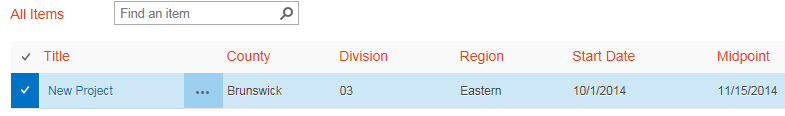 All Items Find an item
Title County Division Region Start Date Midpoint
New Project ... Brunswick 03 Eastern 10/1/2014 11/15/2014